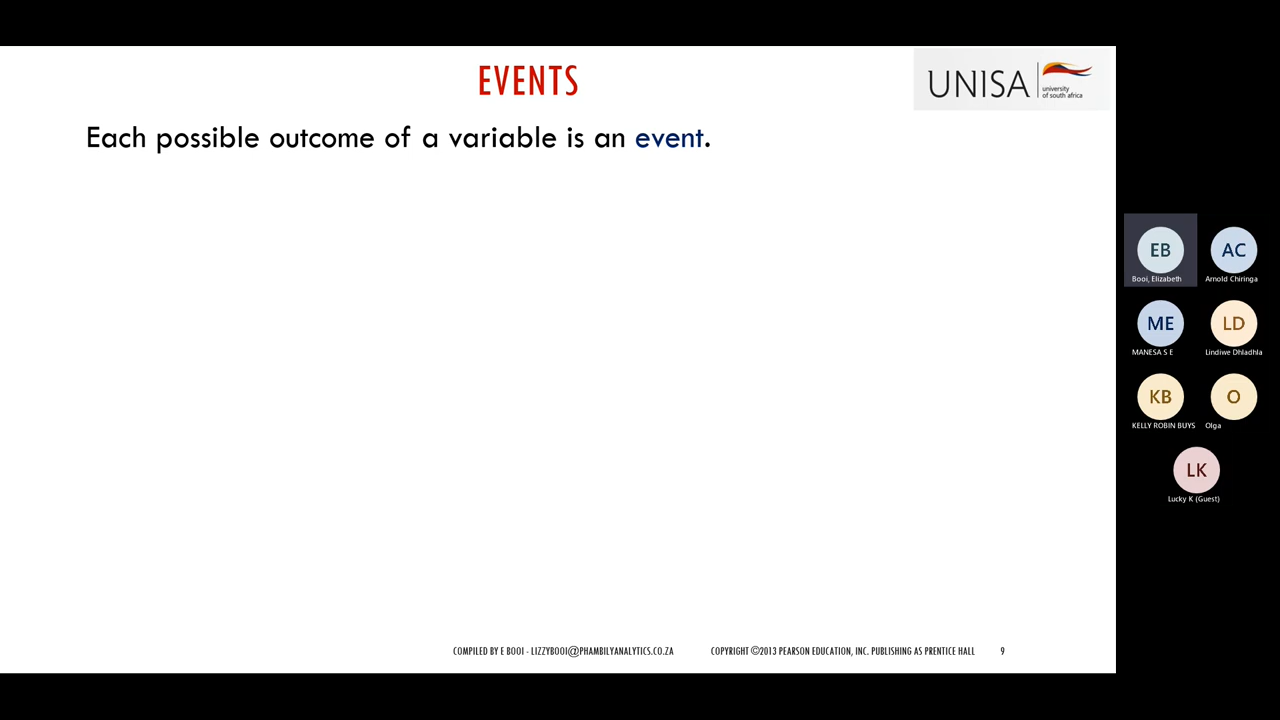 EVENTS
UNISA
university
of south africa
Each possible outcome of a variable is an event.
EB
Booi, Elizabeth
AC
Arnold Chiringa
ME
MANESA S E
LD
Lindiwe Dhladhla
KB
KELLY ROBIN BUYS
O
Olga
LK
Lucky K (Guest)
COMPILED BY E BOOI - LIZZYBOOI@PHAMBILYANALYTICS.CO.ZA
COPYRIGHT ©2013 PEARSON EDUCATION, INC. PUBLISHING AS PRENTICE HALL
9